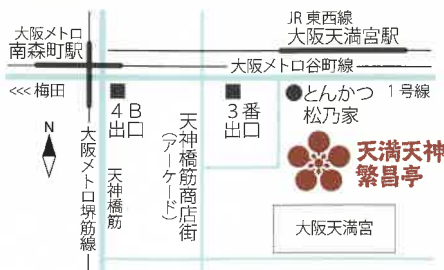 JR 東西線
大阪天満宮駅
大阪メトロ
南森町駅
大阪メトロ谷町線
<<< 梅田
4 B
出口
3番
出口
とんかつ
松乃家
1号線
N
大阪メトロ堺筋線
天神橋筋
天神橋筋商店街
（アーケード）
天満天神
繁昌亭
大阪天満宮